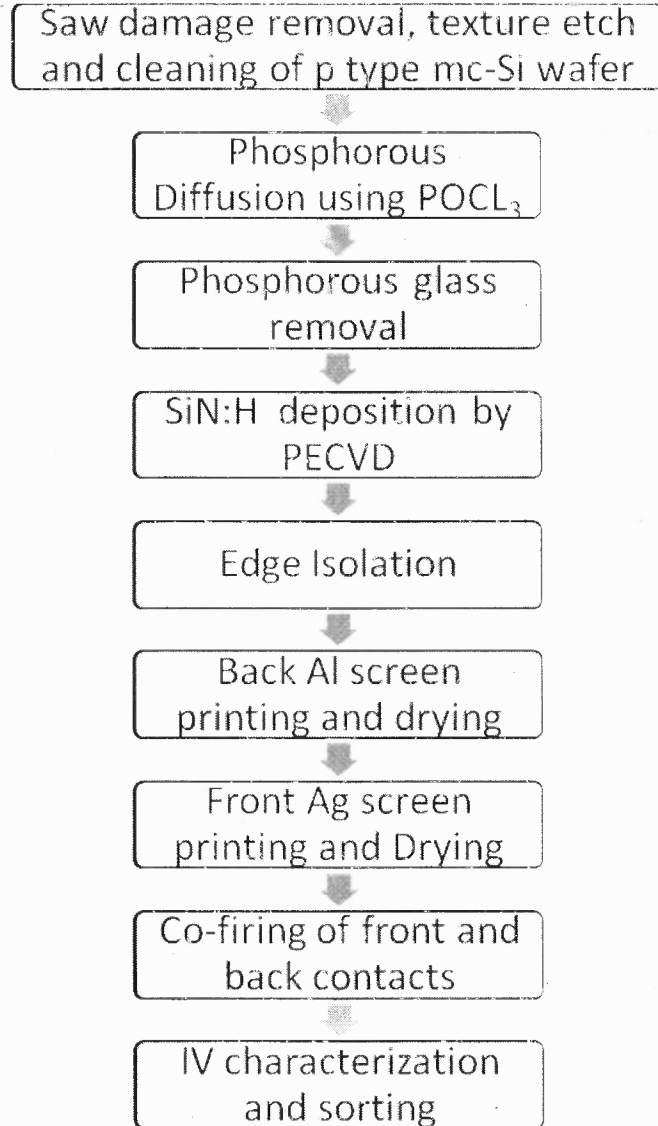 Saw damage removal, texture etch
and cleaning of p type mc-Si wafer
Phosphorous
Diffusion using POCL₃
Phosphorous glass
removal
SiN:H deposition by
PECVD
Edge Isolation
Back Al screen
printing and drying
Front Ag screen
printing and Drying
Co-firing of front and
back contacts
IV characterization
and sorting